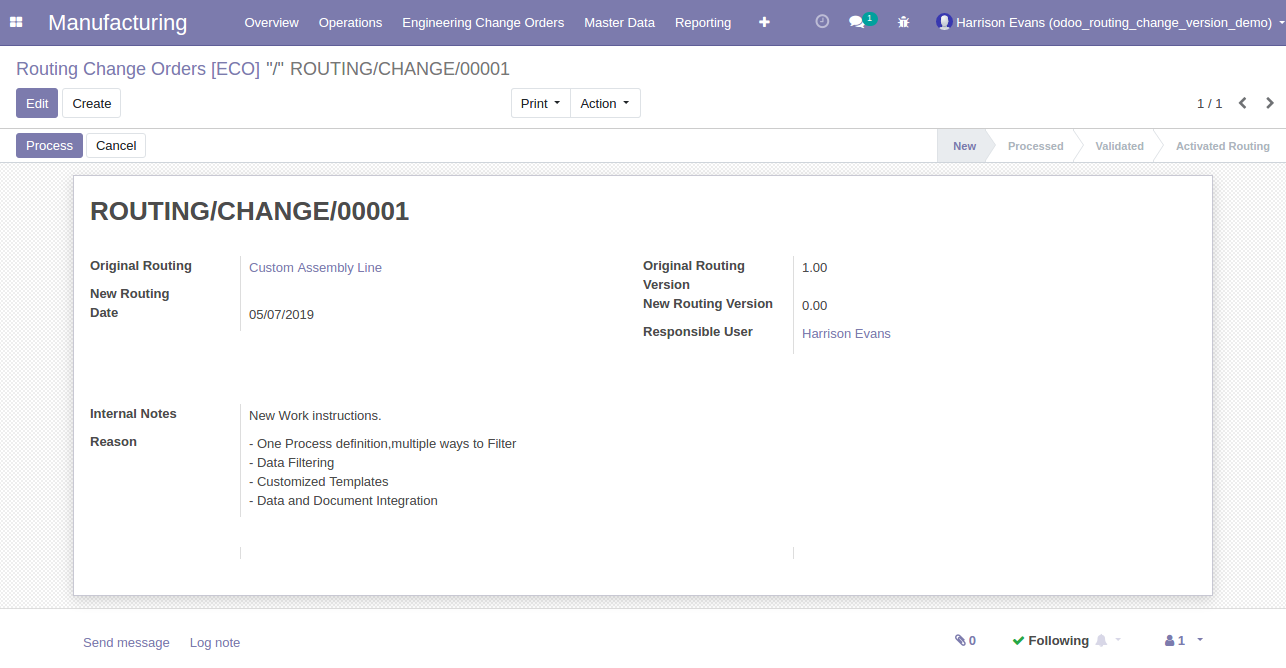 Manufacturing Overview Operations Engineering Change Orders Master Data Reporting 1 Harrison Evans (odoo_routing_change_version_demo)
Routing Change Orders [ECO] "/" ROUTING/CHANGE/00001
Edit Create Print Action 1 / 1
Process Cancel New Processed Validated Activated Routing
ROUTING/CHANGE/00001
Original Routing Custom Assembly Line
New Routing
Date 05/07/2019
Original Routing Version 1.00
New Routing Version 0.00
Responsible User Harrison Evans
Internal Notes New Work instructions.
Reason - One Process definition,multiple ways to Filter
- Data Filtering
- Customized Templates
- Data and Document Integration
Send message Log note 0 Following 1